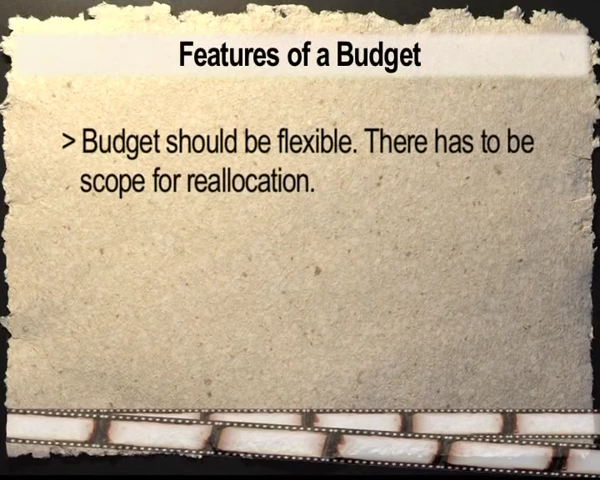 Features of a Budget
> Budget should be flexible. There has to be
scope for reallocation.